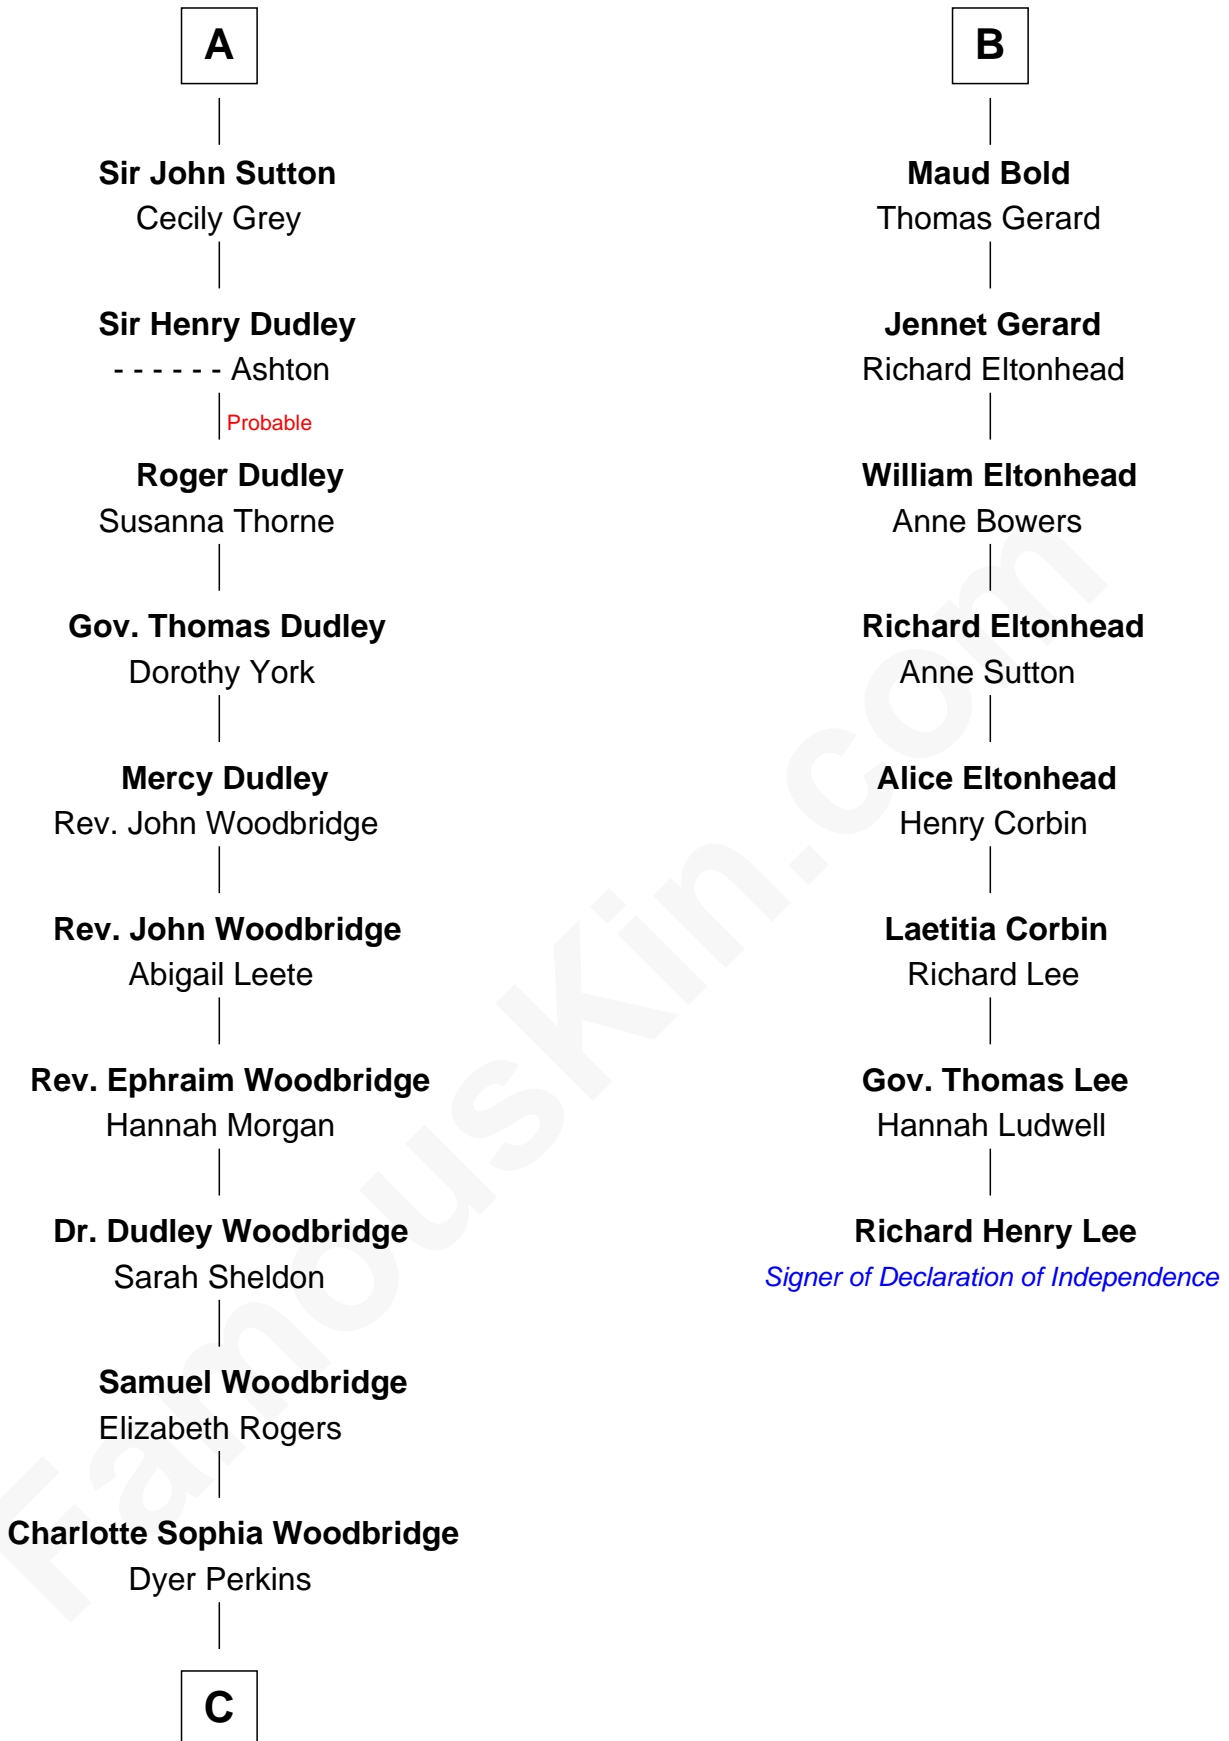 A
Sir John Sutton
Cecily Grey
Sir Henry Dudley
- - - - - - Ashton
Probable
Roger Dudley
Susanna Thorne
Gov. Thomas Dudley
Dorothy York
Mercy Dudley
Rev. John Woodbridge
Rev. John Woodbridge
Abigail Leete
Rev. Ephraim Woodbridge
Hannah Morgan
Dr. Dudley Woodbridge
Sarah Sheldon
Samuel Woodbridge
Elizabeth Rogers
Charlotte Sophia Woodbridge
Dyer Perkins
C
B
Maud Bold
Thomas Gerard
Jennet Gerard
Richard Eltonhead
William Eltonhead
Anne Bowers
Richard Eltonhead
Anne Sutton
Alice Eltonhead
Henry Corbin
Laetitia Corbin
Richard Lee
Gov. Thomas Lee
Hannah Ludwell
Richard Henry Lee
Signer of Declaration of Independence
FamousKin.com